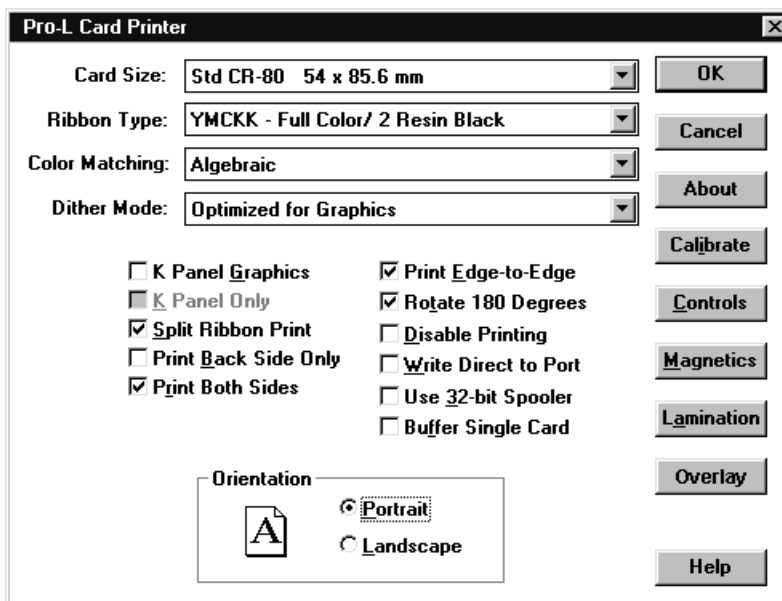 Pro-L Card Printer
Card Size: Std CR-80 54 x 85.6 mm
Ribbon Type: YMCKK - Full Color/ 2 Resin Black
Color Matching: Algebraic
Dither Mode: Optimized for Graphics
K Panel Graphics
K Panel Only
Split Ribbon Print
Print Back Side Only
Print Both Sides
Print Edge-to-Edge
Rotate 180 Degrees
Disable Printing
Write Direct to Port
Use 32-bit Spooler
Buffer Single Card
Orientation
A
Portrait
Landscape
OK
Cancel
About
Calibrate
Controls
Magnetics
Lamination
Overlay
Help